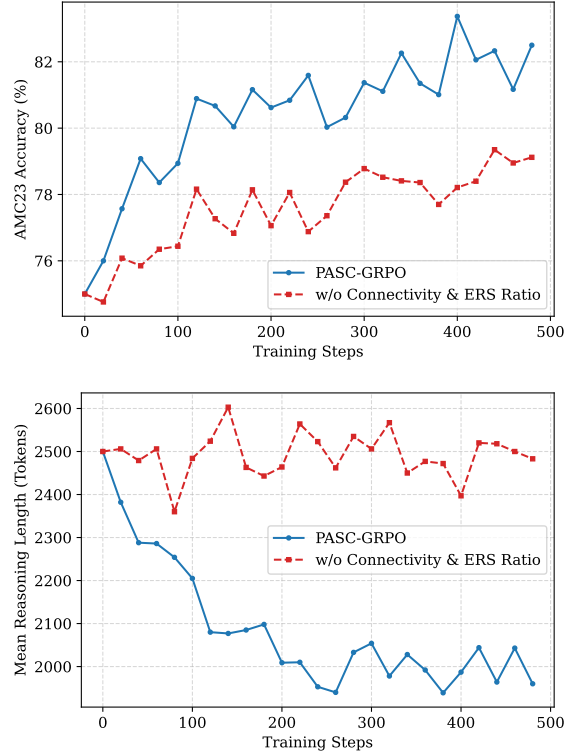 AMC23 Accuracy (%)
82
80
78
76
PASC-GRPO
w/o Connectivity & ERS Ratio
0 100 200 300 400 500
Training Steps
Mean Reasoning Length (Tokens)
2600
2500
2400
2300
2200
2100
2000
PASC-GRPO
w/o Connectivity & ERS Ratio
0 100 200 300 400 500
Training Steps